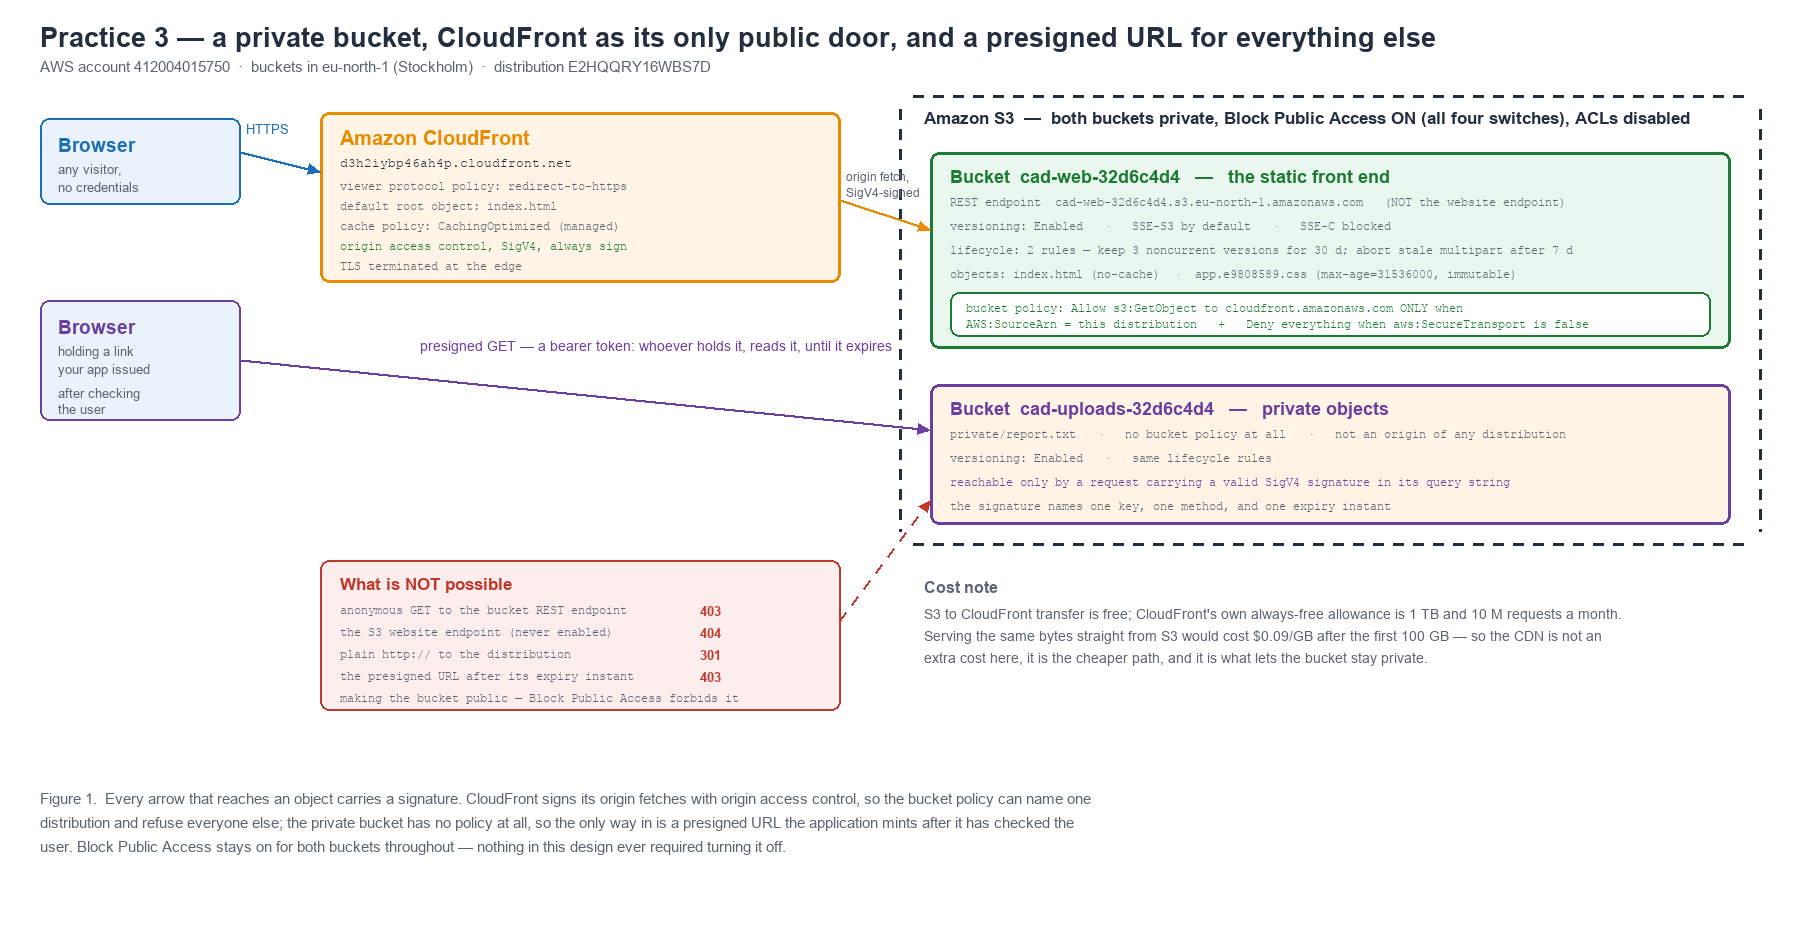 Practice 3 — a private bucket, CloudFront as its only public door, and a presigned URL for everything else
AWS account 412004015750 · buckets in eu-north-1 (Stockholm) · distribution E2HQQRY16WBS7D
Browser
any visitor,
no credentials
HTTPS
Amazon CloudFront
d3h2iybp46ah4p.cloudfront.net
viewer protocol policy: redirect-to-https
default root object: index.html
cache policy: CachingOptimized (managed)
origin access control, SigV4, always sign
TLS terminated at the edge
origin fetch,
SigV4-signed
Amazon S3 — both buckets private, Block Public Access ON (all four switches), ACLs disabled
Bucket cad-web-32d6c4d4 — the static front end
REST endpoint cad-web-32d6c4d4.s3.eu-north-1.amazonaws.com (NOT the website endpoint)
versioning: Enabled · SSE-S3 by default · SSE-C blocked
lifecycle: 2 rules — keep 3 noncurrent versions for 30 d; abort stale multipart after 7 d
objects: index.html (no-cache) · app.e9808589.css (max-age=31536000, immutable)
bucket policy: Allow s3:GetObject to cloudfront.amazonaws.com ONLY when
AWS:SourceArn = this distribution + Deny everything when aws:SecureTransport is false
Browser
holding a link
your app issued
after checking
the user
presigned GET — a bearer token: whoever holds it, reads it, until it expires
Bucket cad-uploads-32d6c4d4 — private objects
private/report.txt · no bucket policy at all · not an origin of any distribution
versioning: Enabled · same lifecycle rules
reachable only by a request carrying a valid SigV4 signature in its query string
the signature names one key, one method, and one expiry instant
What is NOT possible
anonymous GET to the bucket REST endpoint 403
the S3 website endpoint (never enabled) 404
plain http:// to the distribution 301
the presigned URL after its expiry instant 403
making the bucket public — Block Public Access forbids it
Cost note
S3 to CloudFront transfer is free; CloudFront's own always-free allowance is 1 TB and 10 M requests a month.
Serving the same bytes straight from S3 would cost $0.09/GB after the first 100 GB — so the CDN is not an
extra cost here, it is the cheaper path, and it is what lets the bucket stay private.
Figure 1. Every arrow that reaches an object carries a signature. CloudFront signs its origin fetches with origin access control, so the bucket policy can name one
distribution and refuse everyone else; the private bucket has no policy at all, so the only way in is a presigned URL the application mints after it has checked the
user. Block Public Access stays on for both buckets throughout — nothing in this design ever required turning it off.